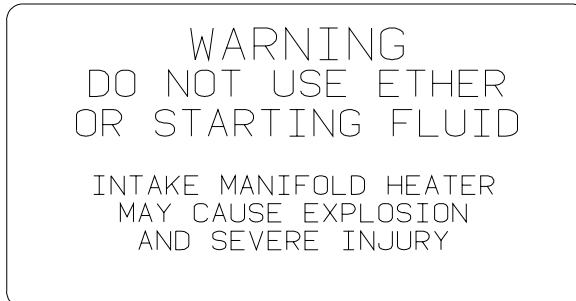 WARNING
DO NOT USE ETHER
OR STARTING FLUID
INTAKE MANIFOLD HEATER
MAY CAUSE EXPLOSION
AND SEVERE INJURY